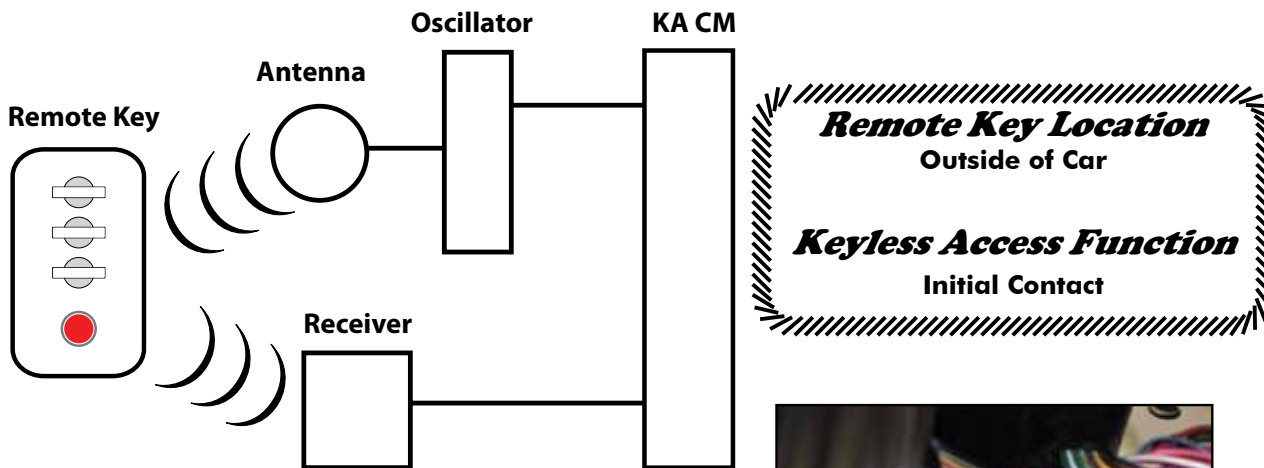 Oscillator
KA CM
Antenna
Remote Key
Receiver
Remote Key Location
Outside of Car
Keyless Access Function
Initial Contact